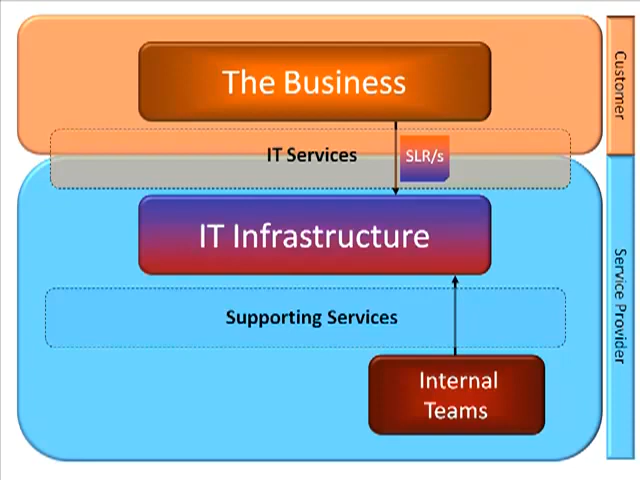 The Business
Customer
IT Services
SLR/s
IT Infrastructure
Service Provider
Supporting Services
Internal
Teams